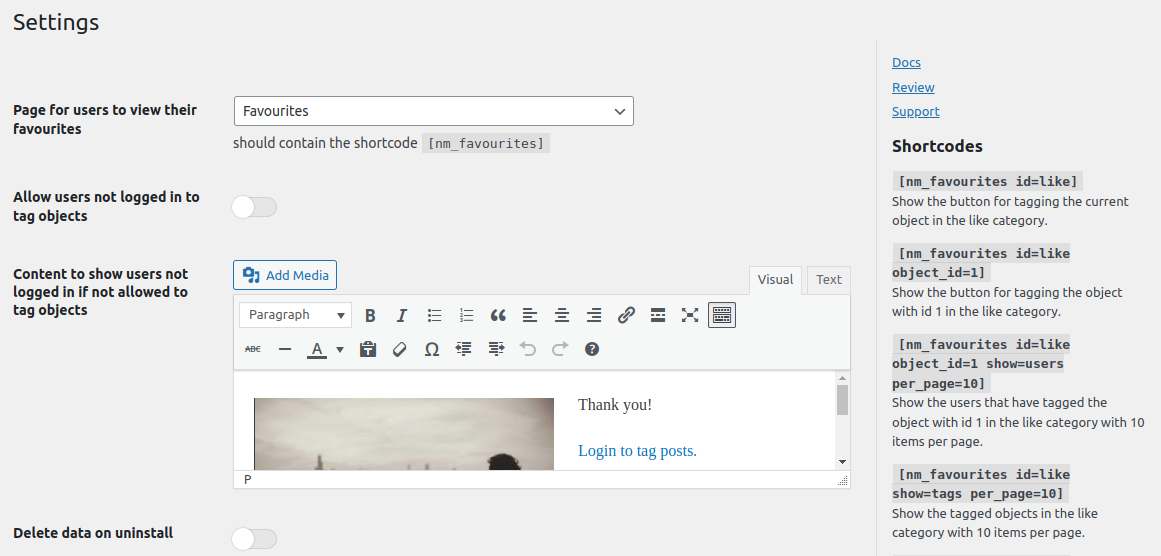 Settings
Page for users to view their
favourites
Favourites
should contain the shortcode [nm_favourites]
Allow users not logged in to
tag objects
Content to show users not
logged in if not allowed to
tag objects
Add Media
Visual
Text
Paragraph
B
I
ABC
A
Ω
Thank you!
Login to tag posts.
P
Delete data on uninstall
Docs
Review
Support
Shortcodes
[nm_favourites id=like]
Show the button for tagging the current
object in the like category.
[nm_favourites id=like
object_id=1]
Show the button for tagging the object
with id 1 in the like category.
[nm_favourites id=like
object_id=1 show=users
per_page=10]
Show the users that have tagged the
object with id 1 in the like category with 10
items per page.
[nm_favourites id=like
show=tags per_page=10]
Show the tagged objects in the like
category with 10 items per page.